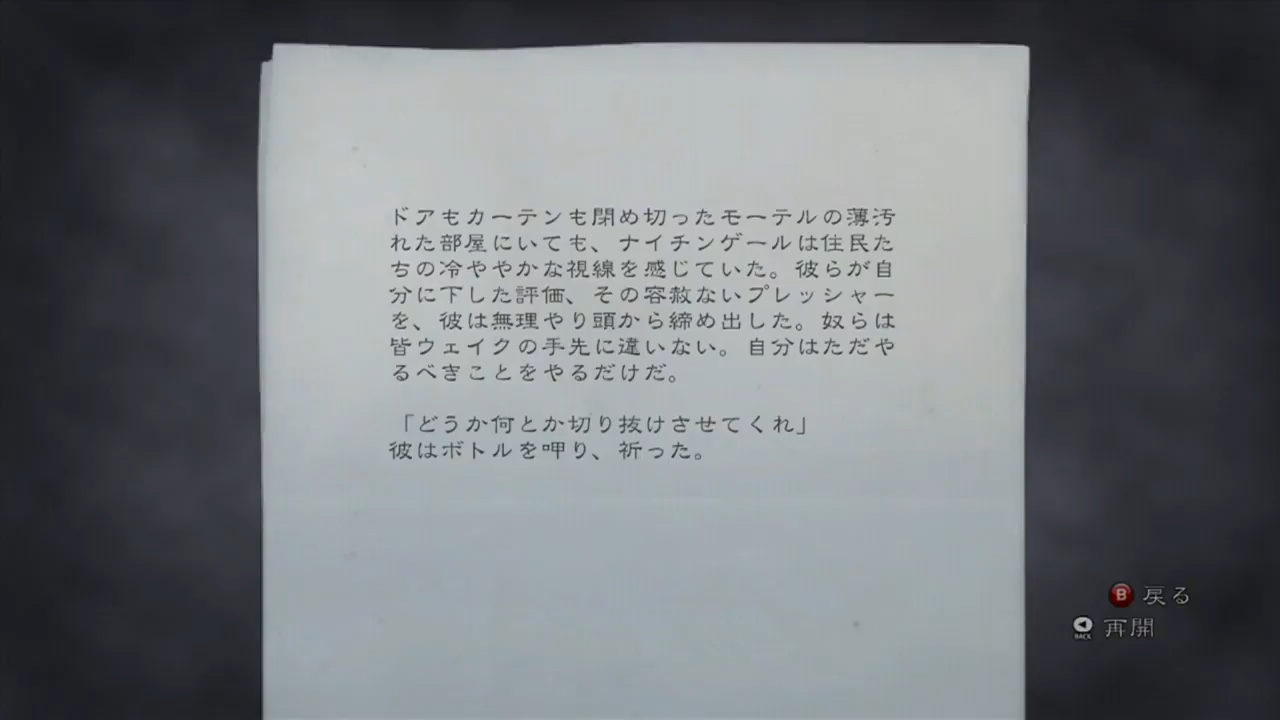 ドアもカーテンも閉め切ったモーテルの薄汚
れた部屋にいても、ナイチンゲールは住民た
ちの冷ややかな視線を感じていた。彼らが自
分に下した評価、その容赦ないプレッシャー
を、彼は無理やり頭から締め出した。奴らは
皆ウェイクの手先に違いない。自分はただや
るべきことをやるだけだ。
「どうか何とか切り抜けさせてくれ」
彼はボトルを呷り、祈った。
B 戻る
BACK 再開